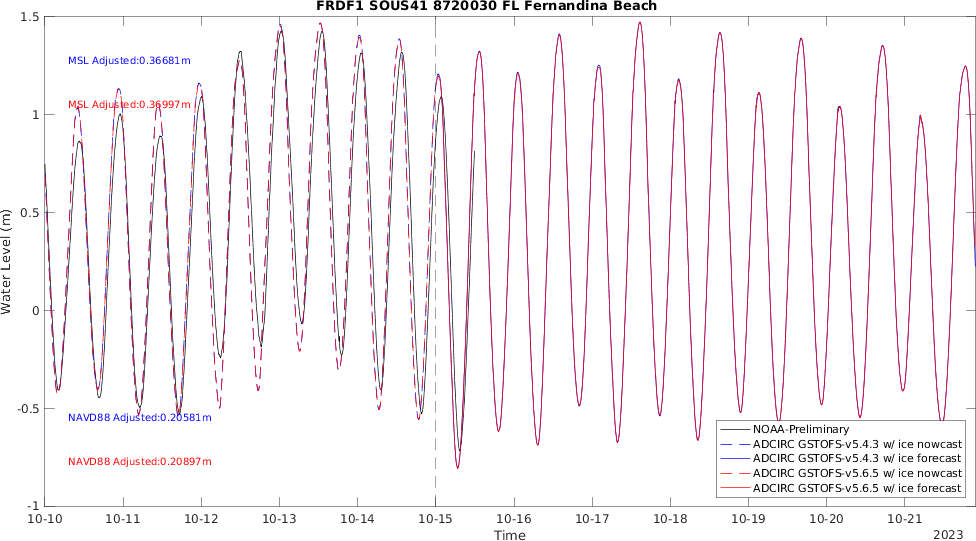 FRDF1 SOUS41 8720030 FL Fernandina Beach
1.5
MSL Adjusted:0.36681m
MSL Adjusted:0.36997m
1
0.5
Water Level (m)
0
-0.5
NAVD88 Adjusted:0.20581m
NAVD88 Adjusted:0.20897m
-1
NOAA-Preliminary
ADCIRC GSTOFS-v5.4.3 w/ ice nowcast
ADCIRC GSTOFS-v5.4.3 w/ ice forecast
ADCIRC GSTOFS-v5.6.5 w/ ice nowcast
ADCIRC GSTOFS-v5.6.5 w/ ice forecast
10-10 10-11 10-12 10-13 10-14 10-15 10-16 10-17 10-18 10-19 10-20 10-21
Time
2023